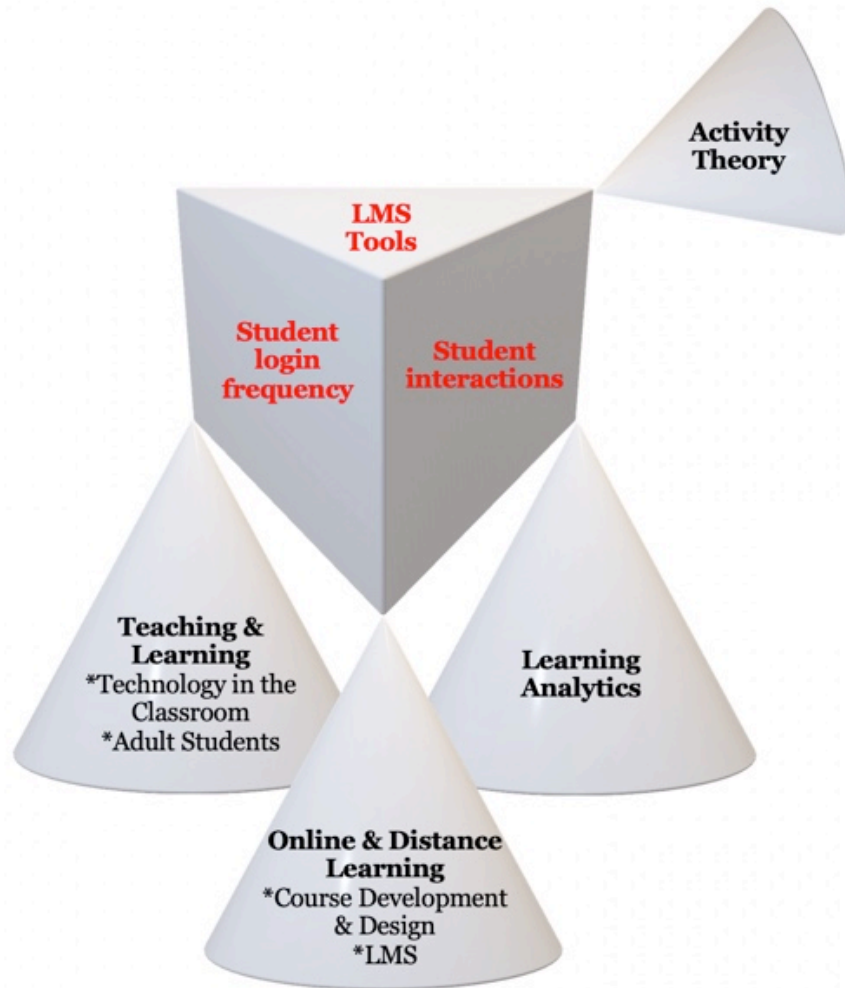 Activity
Theory
LMS
Tools
Student
login
frequency
Student
interactions
Teaching &
Learning
*Technology in the
Classroom
*Adult Students
Learning
Analytics
Online & Distance
Learning
*Course Development
& Design
*LMS